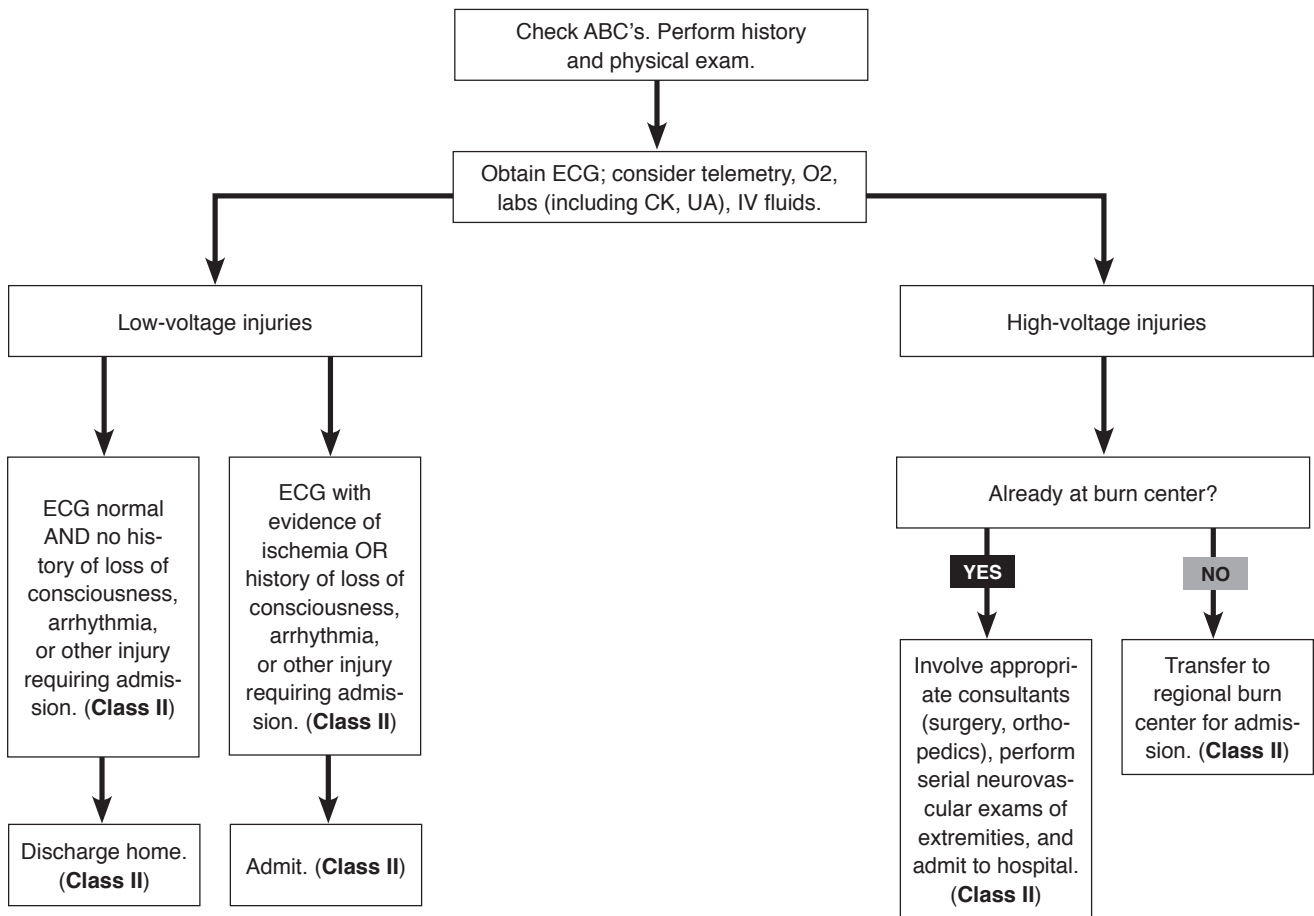 Check ABC's. Perform history
and physical exam.
Obtain ECG; consider telemetry, O2,
labs (including CK, UA), IV fluids.
Low-voltage injuries
High-voltage injuries
ECG normal
AND no his-
tory of loss of
consciousness,
arrhythmia,
or other injury
requiring admis-
sion. (Class II)
ECG with
evidence of
ischemia OR
history of loss of
consciousness,
arrhythmia,
or other injury
requiring admis-
sion. (Class II)
Already at burn center?
YES
NO
Involve appropri-
ate consultants
(surgery, ortho-
pedics), perform
serial neurovas-
cular exams of
extremities, and
admit to hospital.
(Class II)
Transfer to
regional burn
center for admis-
sion. (Class II)
Discharge home.
(Class II)
Admit. (Class II)